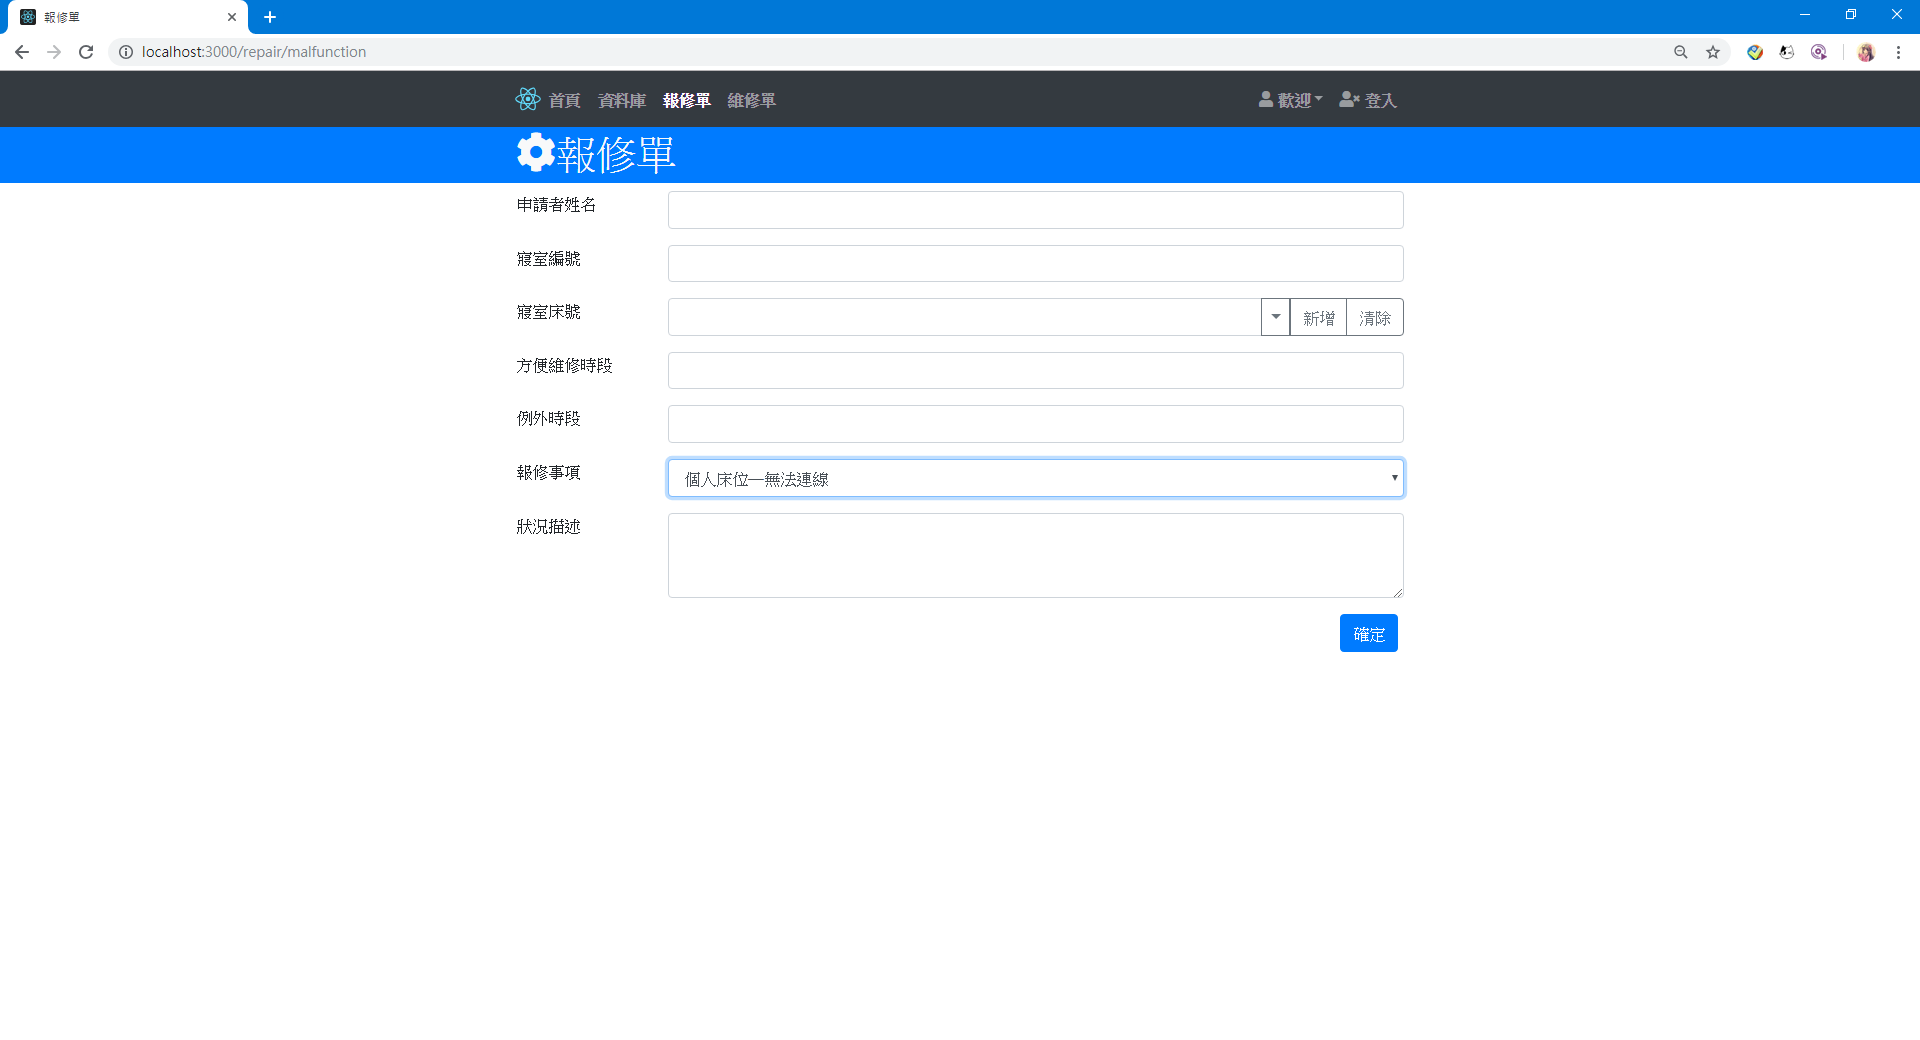 報修單
localhost:3000/repair/malfunction
首頁 資料庫 報修單 維修單 歡迎 登入
報修單
申請者姓名
寢室編號
寢室床號 新增 清除
方便維修時段
例外時段
報修事項 個人床位—無法連線
狀況描述
確定